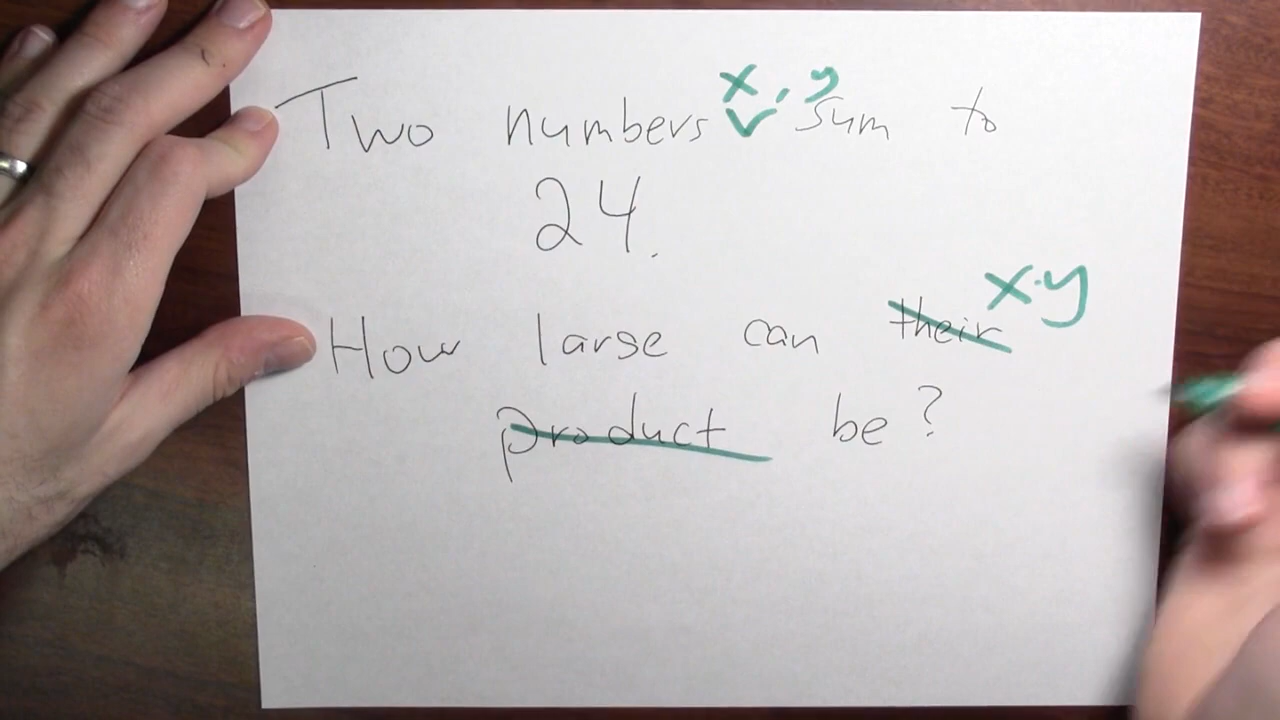 Two numbers x, y sum to
24.
How large can their x·y
product be?